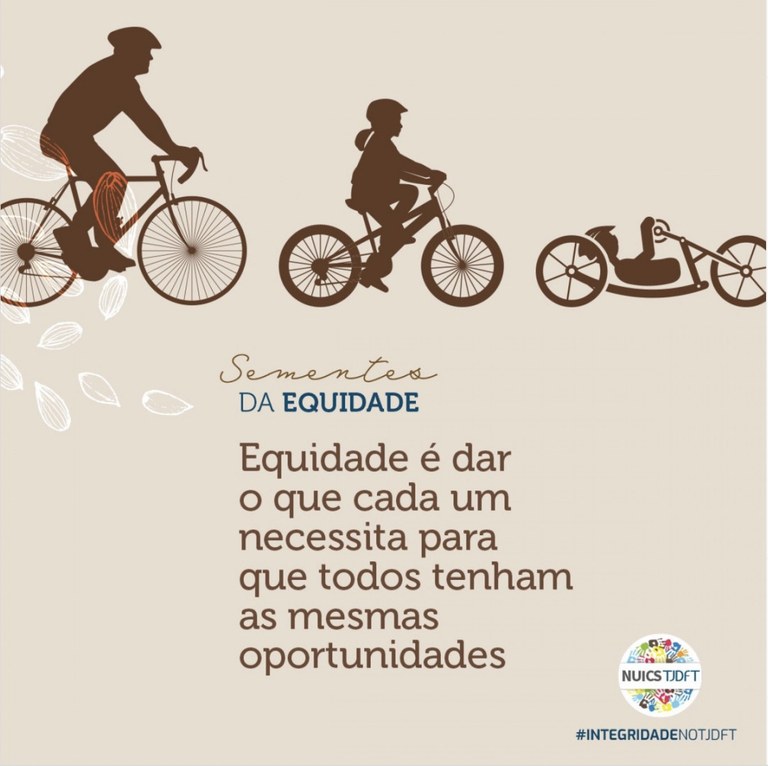 Sementes
DA EQUIDADE
Equidade é dar
o que cada um
necessita para
que todos tenham
as mesmas
oportunidades
NUICS TJDFT
#INTEGRIDADENOTJDFT